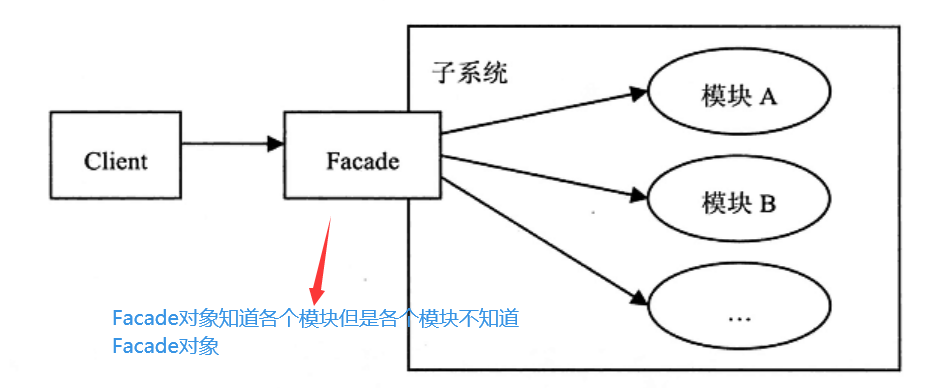 子系统
模块 A
Client
Facade
模块 B
...
Facade对象知道各个模块但是各个模块不知道
Facade对象